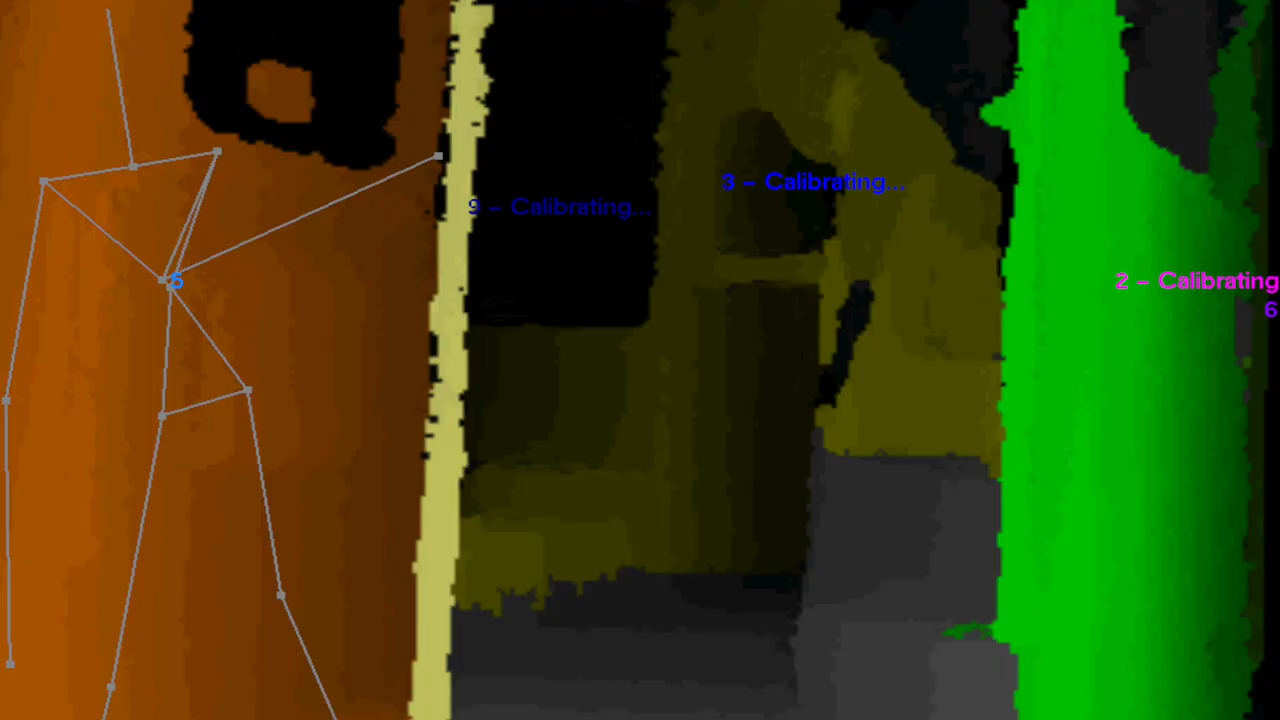 3 – Calibrating...
9 – Calibrating...
5
2 – Calibrating
6